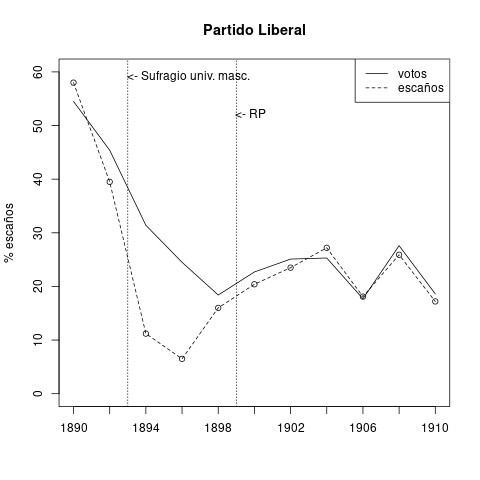 Partido Liberal
votos
escaños
<- Sufragio univ. masc.
<- RP
% escaños
60
50
40
30
20
10
0
1890 1894 1898 1902 1906 1910